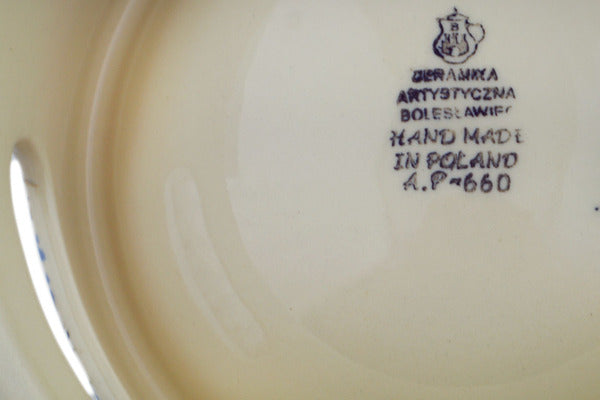 B
CERAMIKA
ARTYSTYCZNA
BOLESŁAWIEC
HAND MADE
IN POLAND
A.P-660